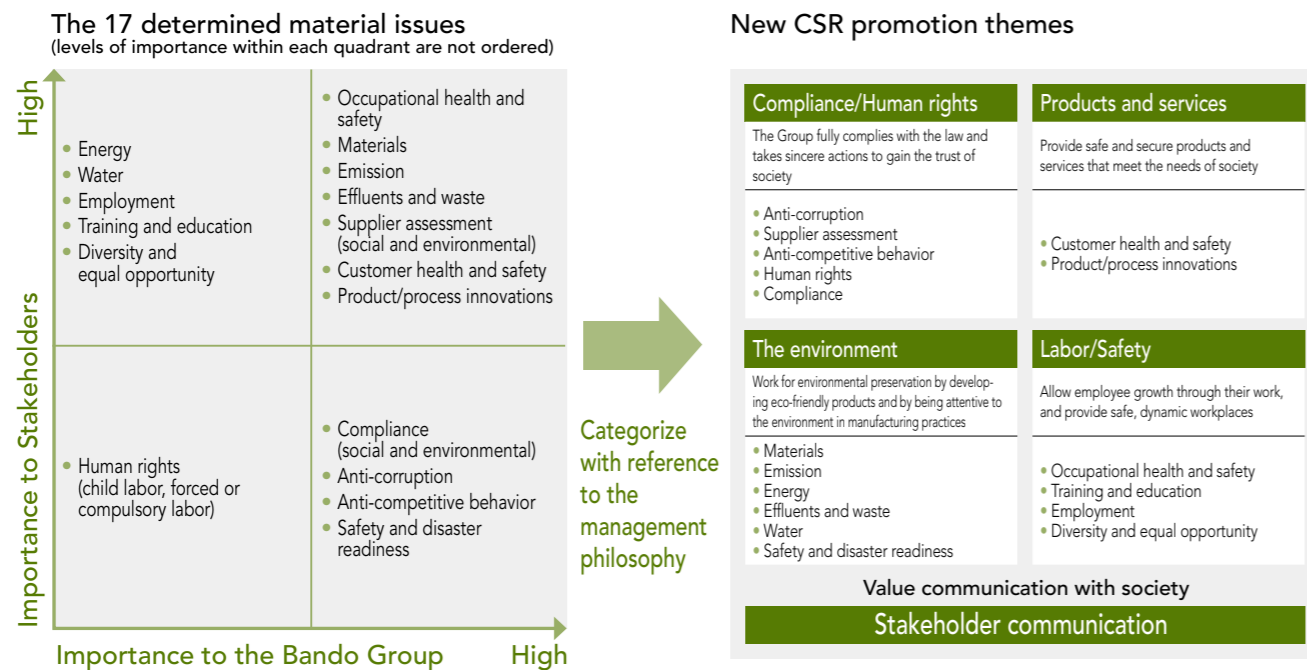 The 17 determined material issues
(levels of importance within each quadrant are not ordered)
High
Importance to Stakeholders
• Energy
• Water
• Employment
• Training and education
• Diversity and
equal opportunity
• Occupational health and
safety
• Materials
• Emission
• Effluents and waste
• Supplier assessment
(social and environmental)
• Customer health and safety
• Product/process innovations
• Human rights
(child labor, forced or
compulsory labor)
• Compliance
(social and environmental)
• Anti-corruption
• Anti-competitive behavior
• Safety and disaster
readiness
Importance to the Bando Group
High
Categorize
with reference
to the
management
philosophy
New CSR promotion themes
Compliance/Human rights
The Group fully complies with the law and
takes sincere actions to gain the trust of
society
• Anti-corruption
• Supplier assessment
• Anti-competitive behavior
• Human rights
• Compliance
Products and services
Provide safe and secure products and
services that meet the needs of society
• Customer health and safety
• Product/process innovations
The environment
Work for environmental preservation by develop-
ing eco-friendly products and by being attentive to
the environment in manufacturing practices
• Materials
• Emission
• Energy
• Effluents and waste
• Water
• Safety and disaster readiness
Labor/Safety
Allow employee growth through their work,
and provide safe, dynamic workplaces
• Occupational health and safety
• Training and education
• Employment
• Diversity and equal opportunity
Value communication with society
Stakeholder communication